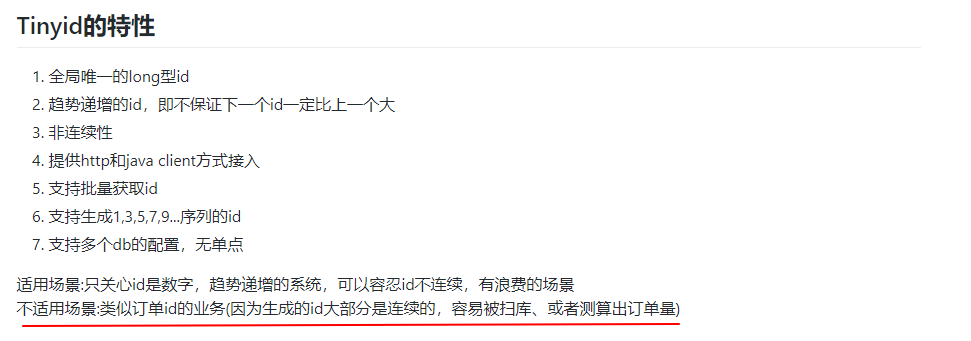 Tinyid的特性
1. 全局唯一的long型id
2. 趋势递增的id，即不保证下一个id一定比上一个大
3. 非连续性
4. 提供http和java client方式接入
5. 支持批量获取id
6. 支持生成1,3,5,7,9...序列的id
7. 支持多个db的配置，无单点
适用场景:只关心id是数字，趋势递增的系统，可以容忍id不连续，有浪费的场景
不适用场景:类似订单id的业务(因为生成的id大部分是连续的，容易被扫库、或者测算出订单量)